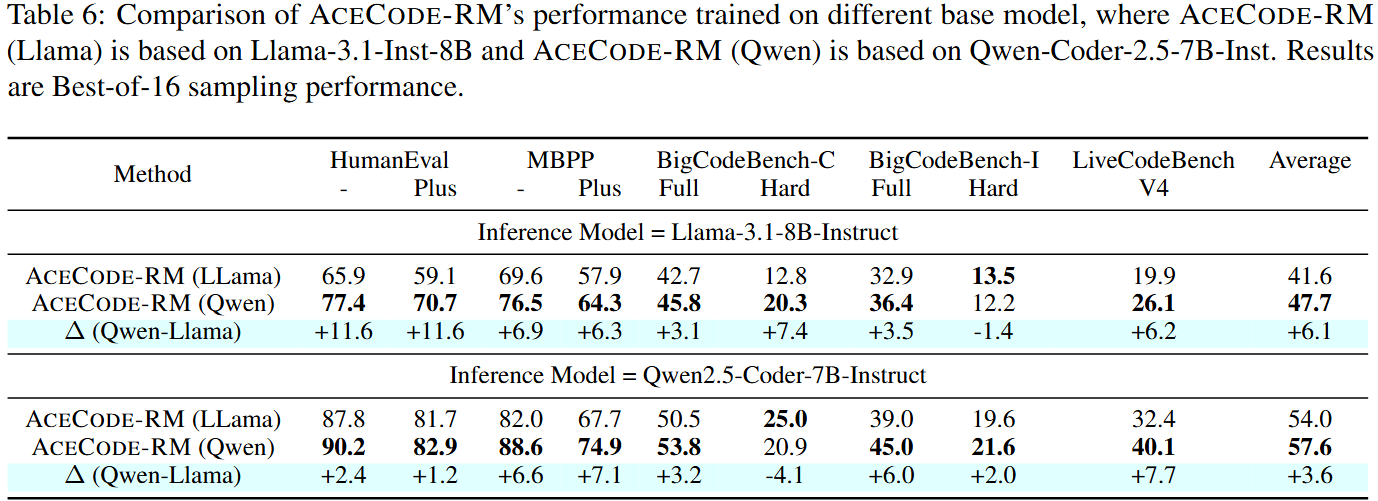 Table 6: Comparison of ACECODE-RM's performance trained on different base model, where ACECODE-RM
(Llama) is based on Llama-3.1-Inst-8B and ACECODE-RM (Qwen) is based on Qwen-Coder-2.5-7B-Inst. Results
are Best-of-16 sampling performance.
Method HumanEval MBPP BigCodeBench-C BigCodeBench-I LiveCodeBench Average
- Plus - Plus Full Hard Full Hard V4
Inference Model = Llama-3.1-8B-Instruct
ACECODE-RM (LLama) 65.9 59.1 69.6 57.9 42.7 12.8 32.9 13.5 19.9 41.6
ACECODE-RM (Qwen) 77.4 70.7 76.5 64.3 45.8 20.3 36.4 12.2 26.1 47.7
Δ (Qwen-Llama) +11.6 +11.6 +6.9 +6.3 +3.1 +7.4 +3.5 -1.4 +6.2 +6.1
Inference Model = Qwen2.5-Coder-7B-Instruct
ACECODE-RM (LLama) 87.8 81.7 82.0 67.7 50.5 25.0 39.0 19.6 32.4 54.0
ACECODE-RM (Qwen) 90.2 82.9 88.6 74.9 53.8 20.9 45.0 21.6 40.1 57.6
Δ (Qwen-Llama) +2.4 +1.2 +6.6 +7.1 +3.2 -4.1 +6.0 +2.0 +7.7 +3.6